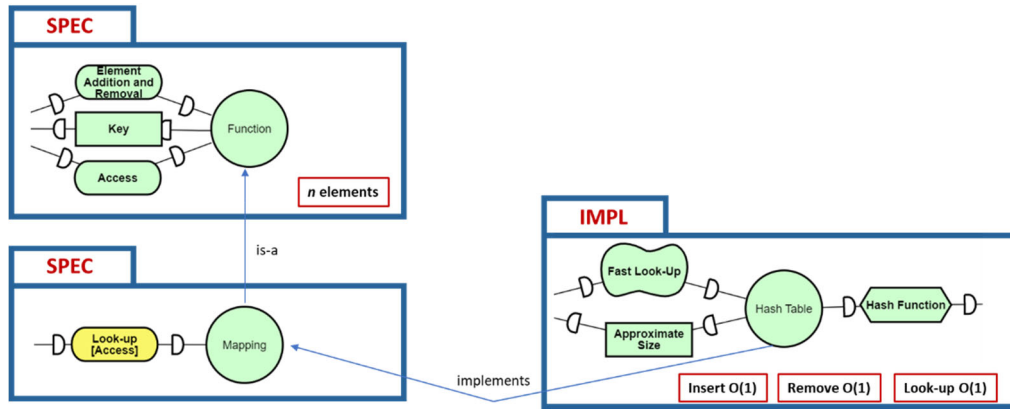 SPEC
Element
Addition and
Removal
Key
Access
Function
n elements
is-a
SPEC
Look-up
[Access]
Mapping
implements
IMPL
Fast Look-Up
Approximate
Size
Hash Table
Hash Function
Insert O(1)
Remove O(1)
Look-up O(1)